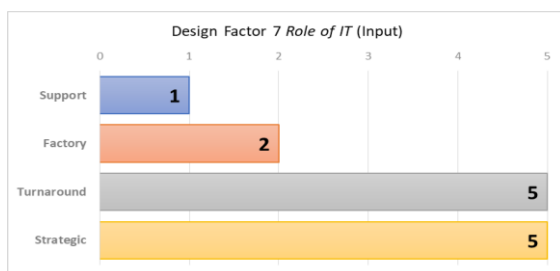 Design Factor 7 Role of IT (Input)
0 1 2 3 4 5
Support 1
Factory 2
Turnaround 5
Strategic 5